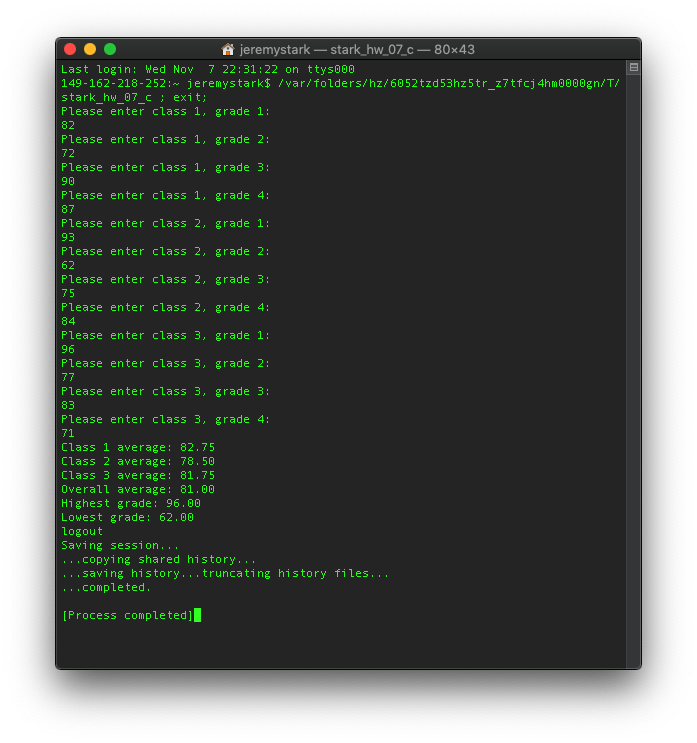 jeremystark — stark_hw_07_c — 80×43
Last login: Wed Nov  7 22:31:22 on ttys000
149-162-218-252:~ jeremystark$ /var/folders/hz/6052tzd53hz5tr_z7tfcj4hm0000gn/T/
stark_hw_07_c ; exit;
Please enter class 1, grade 1:
82
Please enter class 1, grade 2:
72
Please enter class 1, grade 3:
90
Please enter class 1, grade 4:
87
Please enter class 2, grade 1:
93
Please enter class 2, grade 2:
62
Please enter class 2, grade 3:
75
Please enter class 2, grade 4:
84
Please enter class 3, grade 1:
96
Please enter class 3, grade 2:
77
Please enter class 3, grade 3:
83
Please enter class 3, grade 4:
71
Class 1 average: 82.75
Class 2 average: 78.50
Class 3 average: 81.75
Overall average: 81.00
Highest grade: 96.00
Lowest grade: 62.00
logout
Saving session...
...copying shared history...
...saving history...truncating history files...
...completed.
[Process completed]